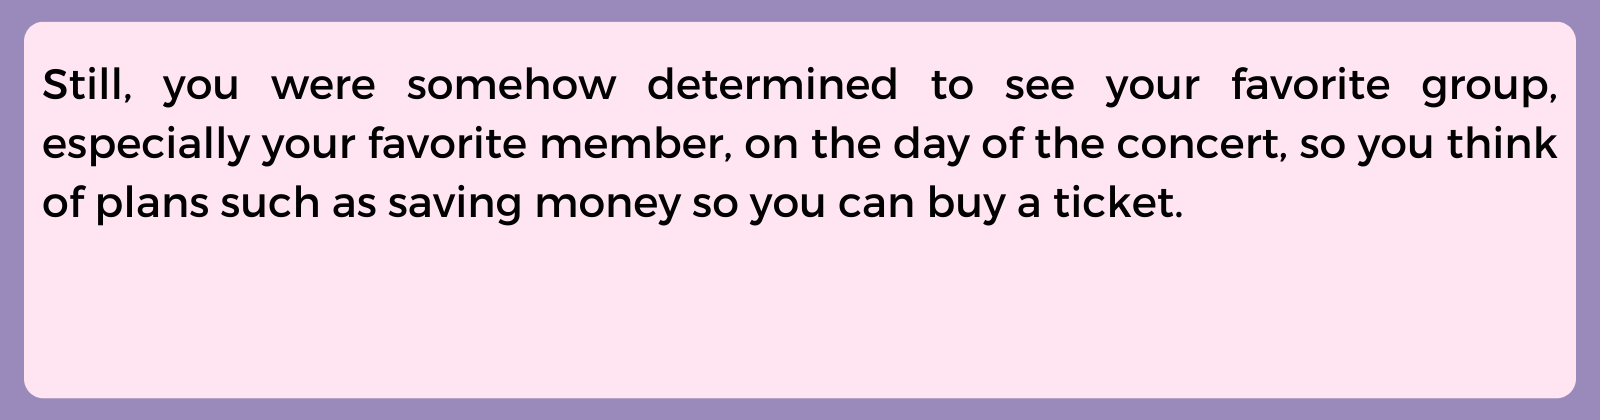 Still, you were somehow determined to see your favorite group,
especially your favorite member, on the day of the concert, so you think
of plans such as saving money so you can buy a ticket.